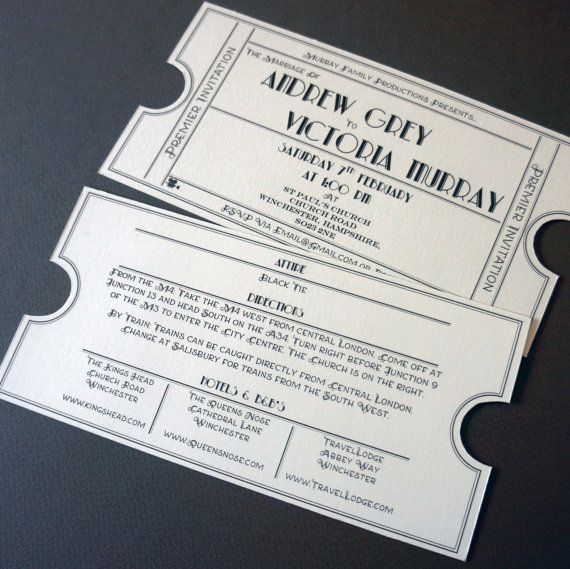 Premier Invitation
Murray Family Productions Presents,
The Marriage Of
Andrew Grey
To
Victoria Murray
Saturday 7th February
At 1:00 pm
At
St Paul's Church
Church Road
Winchester, Hampshire,
SO23 2NE
RSVP Via Email@Gmail.com or
Premier Invitation
Attire
Black Tie
Directions
From the M4: Take the M4 west from central London. Come off at
Junction 13 and head South on the A34. Turn right before Junction 9
of the M3 to enter the City Centre. The Church is on the right.
By Train: Trains can be caught directly from Central London.
Change at Salisbury for trains from the South West.
Hotels & B&B's
The Kings Head
Church Road
Winchester
www.kingshead.com
The Queens Nose
Cathedral Lane
Winchester
www.Queensnose.com
TravelLodge
Abbey Way
Winchester
www.TravelLodge.com